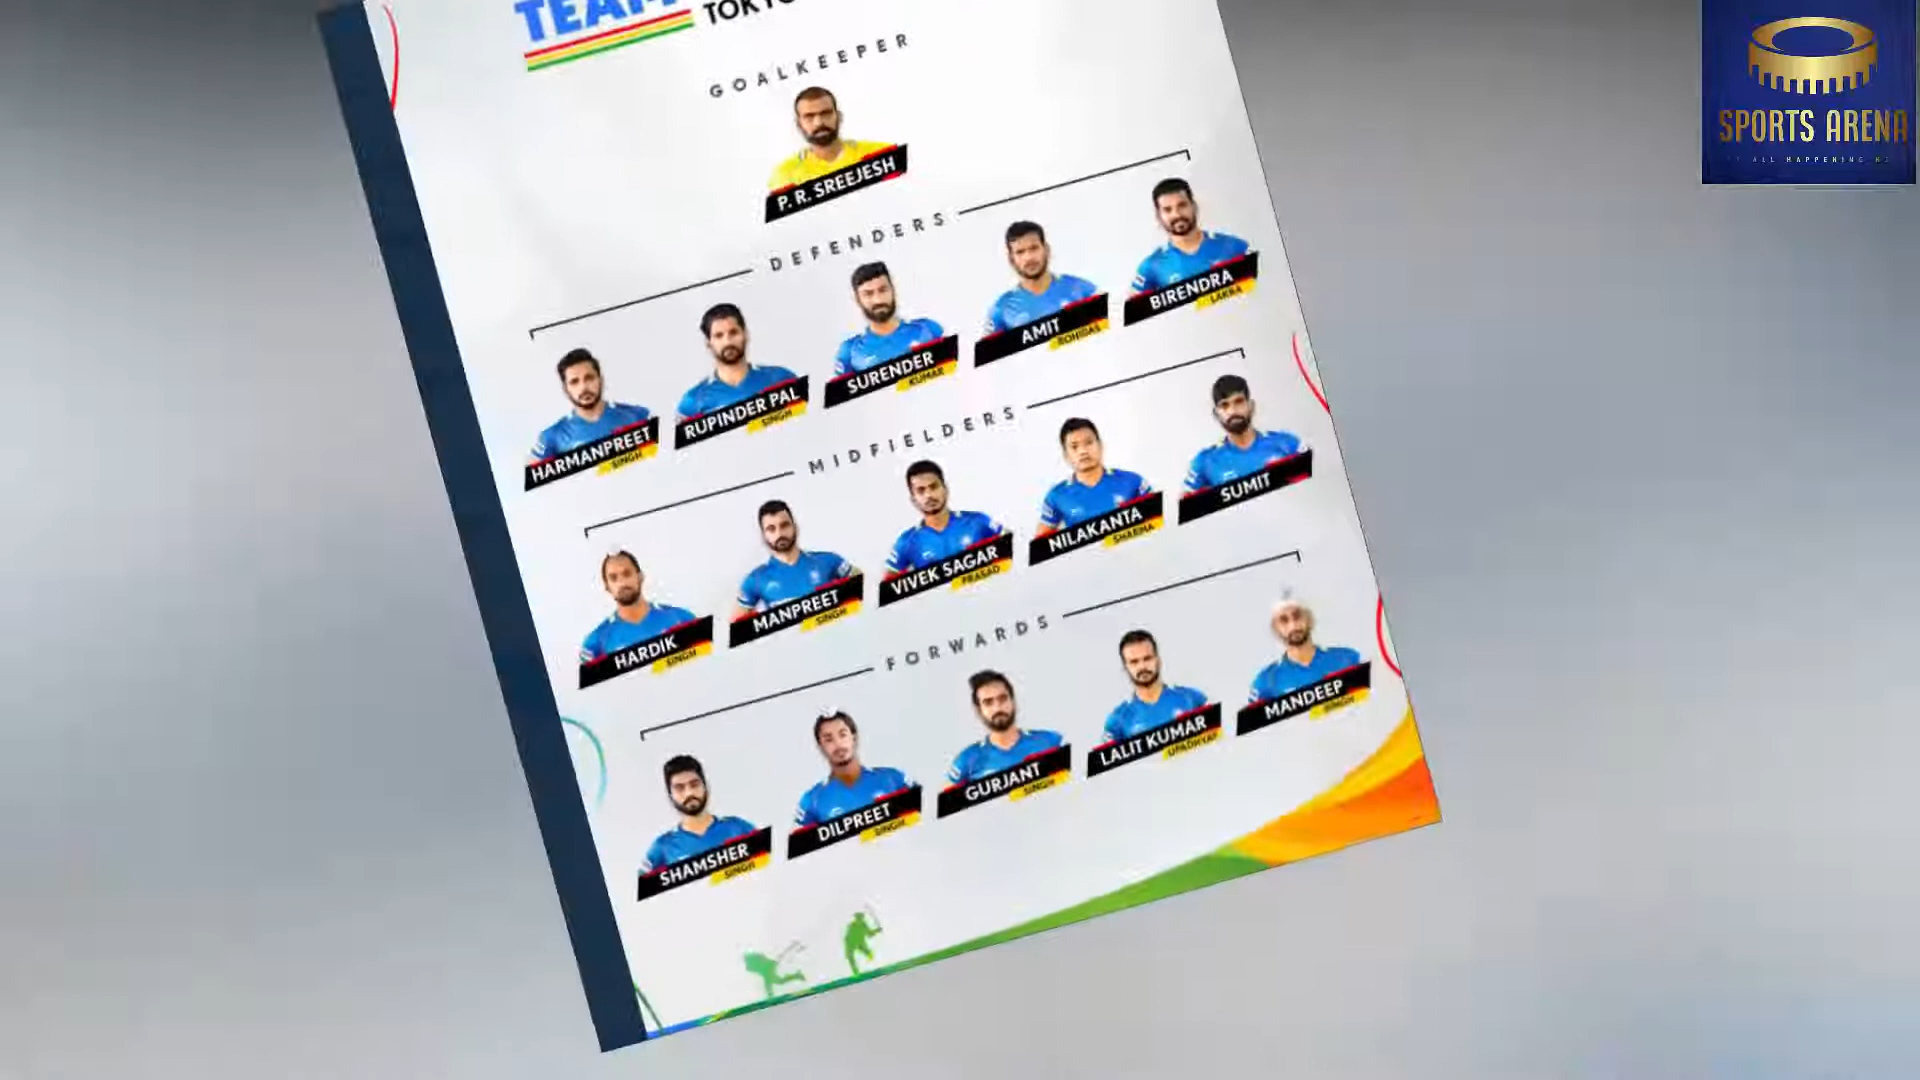 TEAM
TOKYO
GOALKEEPER
P. R. SREEJESH
DEFENDERS
HARMANPREET
SINGH
RUPINDER PAL
SINGH
SURENDER
KUMAR
AMIT
ROHIDAS
BIRENDRA
LAKRA
MIDFIELDERS
HARDIK
SINGH
MANPREET
SINGH
VIVEK SAGAR
PRASAD
NILAKANTA
SHARMA
SUMIT
FORWARDS
SHAMSHER
SINGH
DILPREET
SINGH
GURJANT
SINGH
LALIT KUMAR
UPADHYAY
MANDEEP
SINGH
SPORTS ARENA
ALL HAPPENING